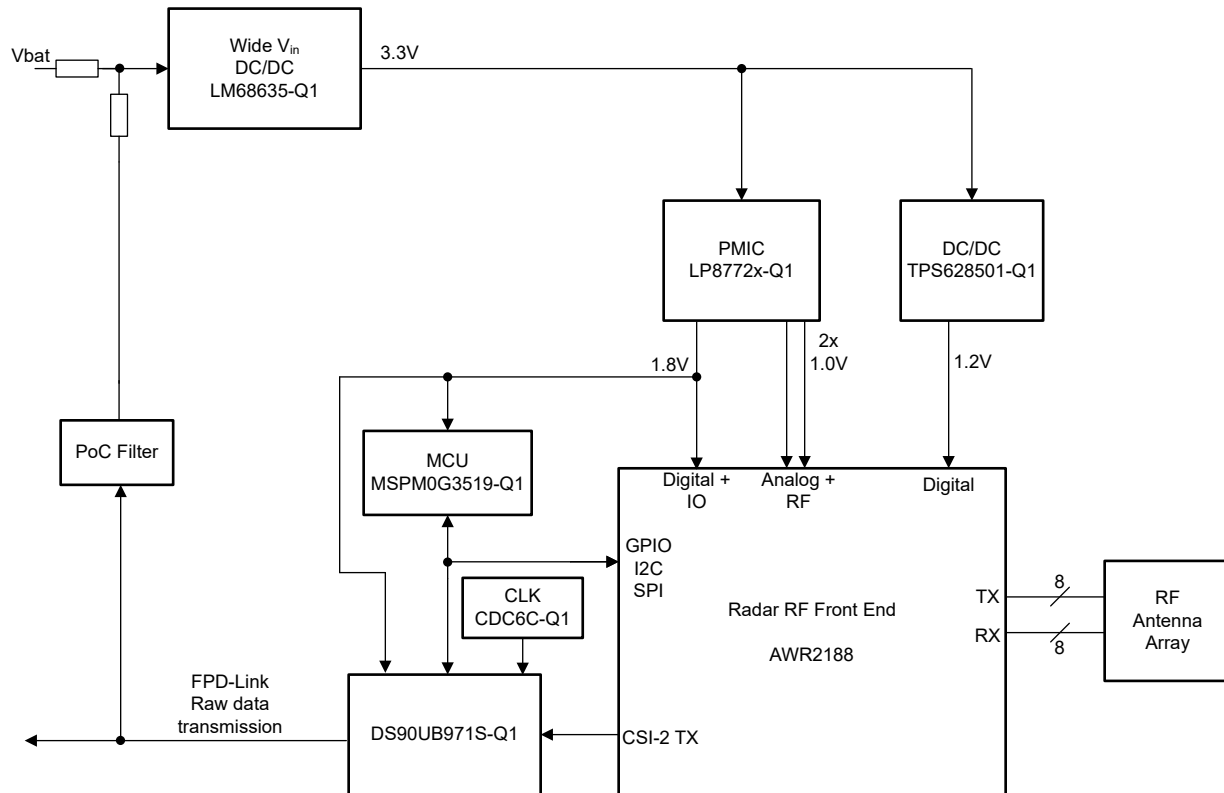 Vbat
Wide Vin
DC/DC
LM68635-Q1
3.3V
PMIC
LP8772x-Q1
DC/DC
TPS628501-Q1
1.8V
2x
1.0V
1.2V
PoC Filter
MCU
MSPM0G3519-Q1
Digital +
IO
Analog +
RF
Digital
GPIO
I2C
SPI
CLK
CDC6C-Q1
Radar RF Front End
AWR2188
TX
RX
8
8
RF
Antenna
Array
FPD-Link
Raw data
transmission
DS90UB971S-Q1
CSI-2 TX